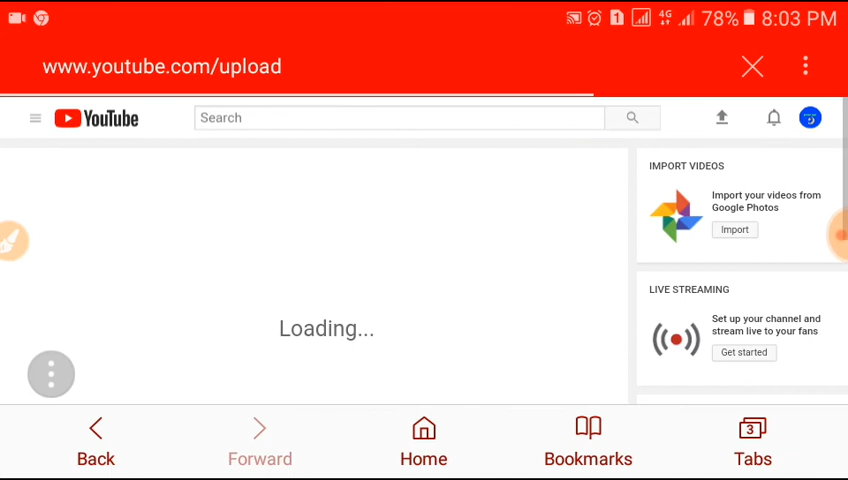 1 4G 78% 8:03 PM
www.youtube.com/upload
YouTube
Search
IMPORT VIDEOS
Import your videos from
Google Photos
Import
LIVE STREAMING
Set up your channel and
stream live to your fans
Get started
Loading...
Back Forward Home Bookmarks 3 Tabs